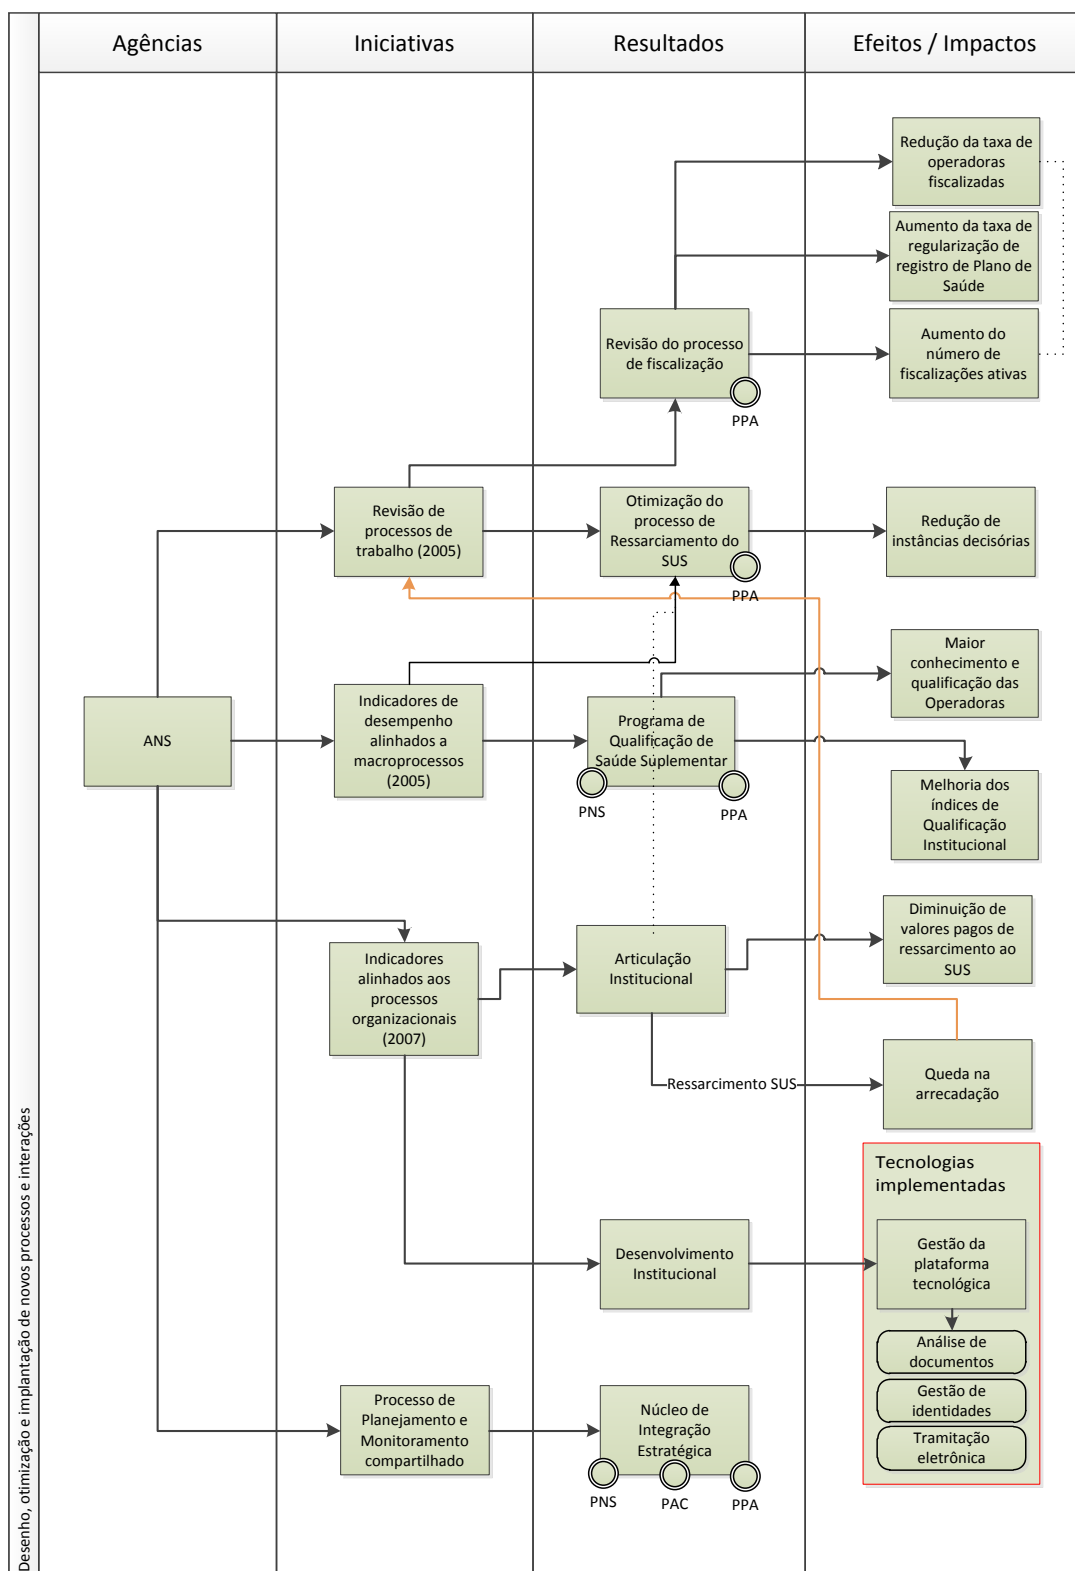 Agências
Iniciativas
Resultados
Efeitos / Impactos
Desenho, otimização e implantação de novos processos e interações
Redução da taxa de
operadoras
fiscalizadas
Aumento da taxa de
regularização de
registro de Plano de
Saúde
Revisão do processo
de fiscalização
PPA
Aumento do
número de
fiscalizações ativas
Revisão de
processos de
trabalho (2005)
Otimização do
processo de
Ressarciamento do
SUS
PPA
Redução de
instâncias decisórias
Maior
conhecimento e
qualificação das
Operadoras
ANS
Indicadores de
desempenho
alinhados a
macroprocessos
(2005)
Programa de
Qualificação de
Saúde Suplementar
PNS
PPA
Melhoria dos
índices de
Qualificação
Institucional
Diminuição de
valores pagos de
ressarcimento ao
SUS
Indicadores
alinhados aos
processos
organizacionais
(2007)
Articulação
Institucional
Ressarcimento SUS
Queda na
arrecadação
Tecnologias
implementadas
Desenvolvimento
Institucional
Gestão da
plataforma
tecnológica
Análise de
documentos
Gestão de
identidades
Tramitação
eletrônica
Processo de
Planejamento e
Monitoramento
compartilhado
Núcleo de
Integração
Estratégica
PNS
PAC
PPA